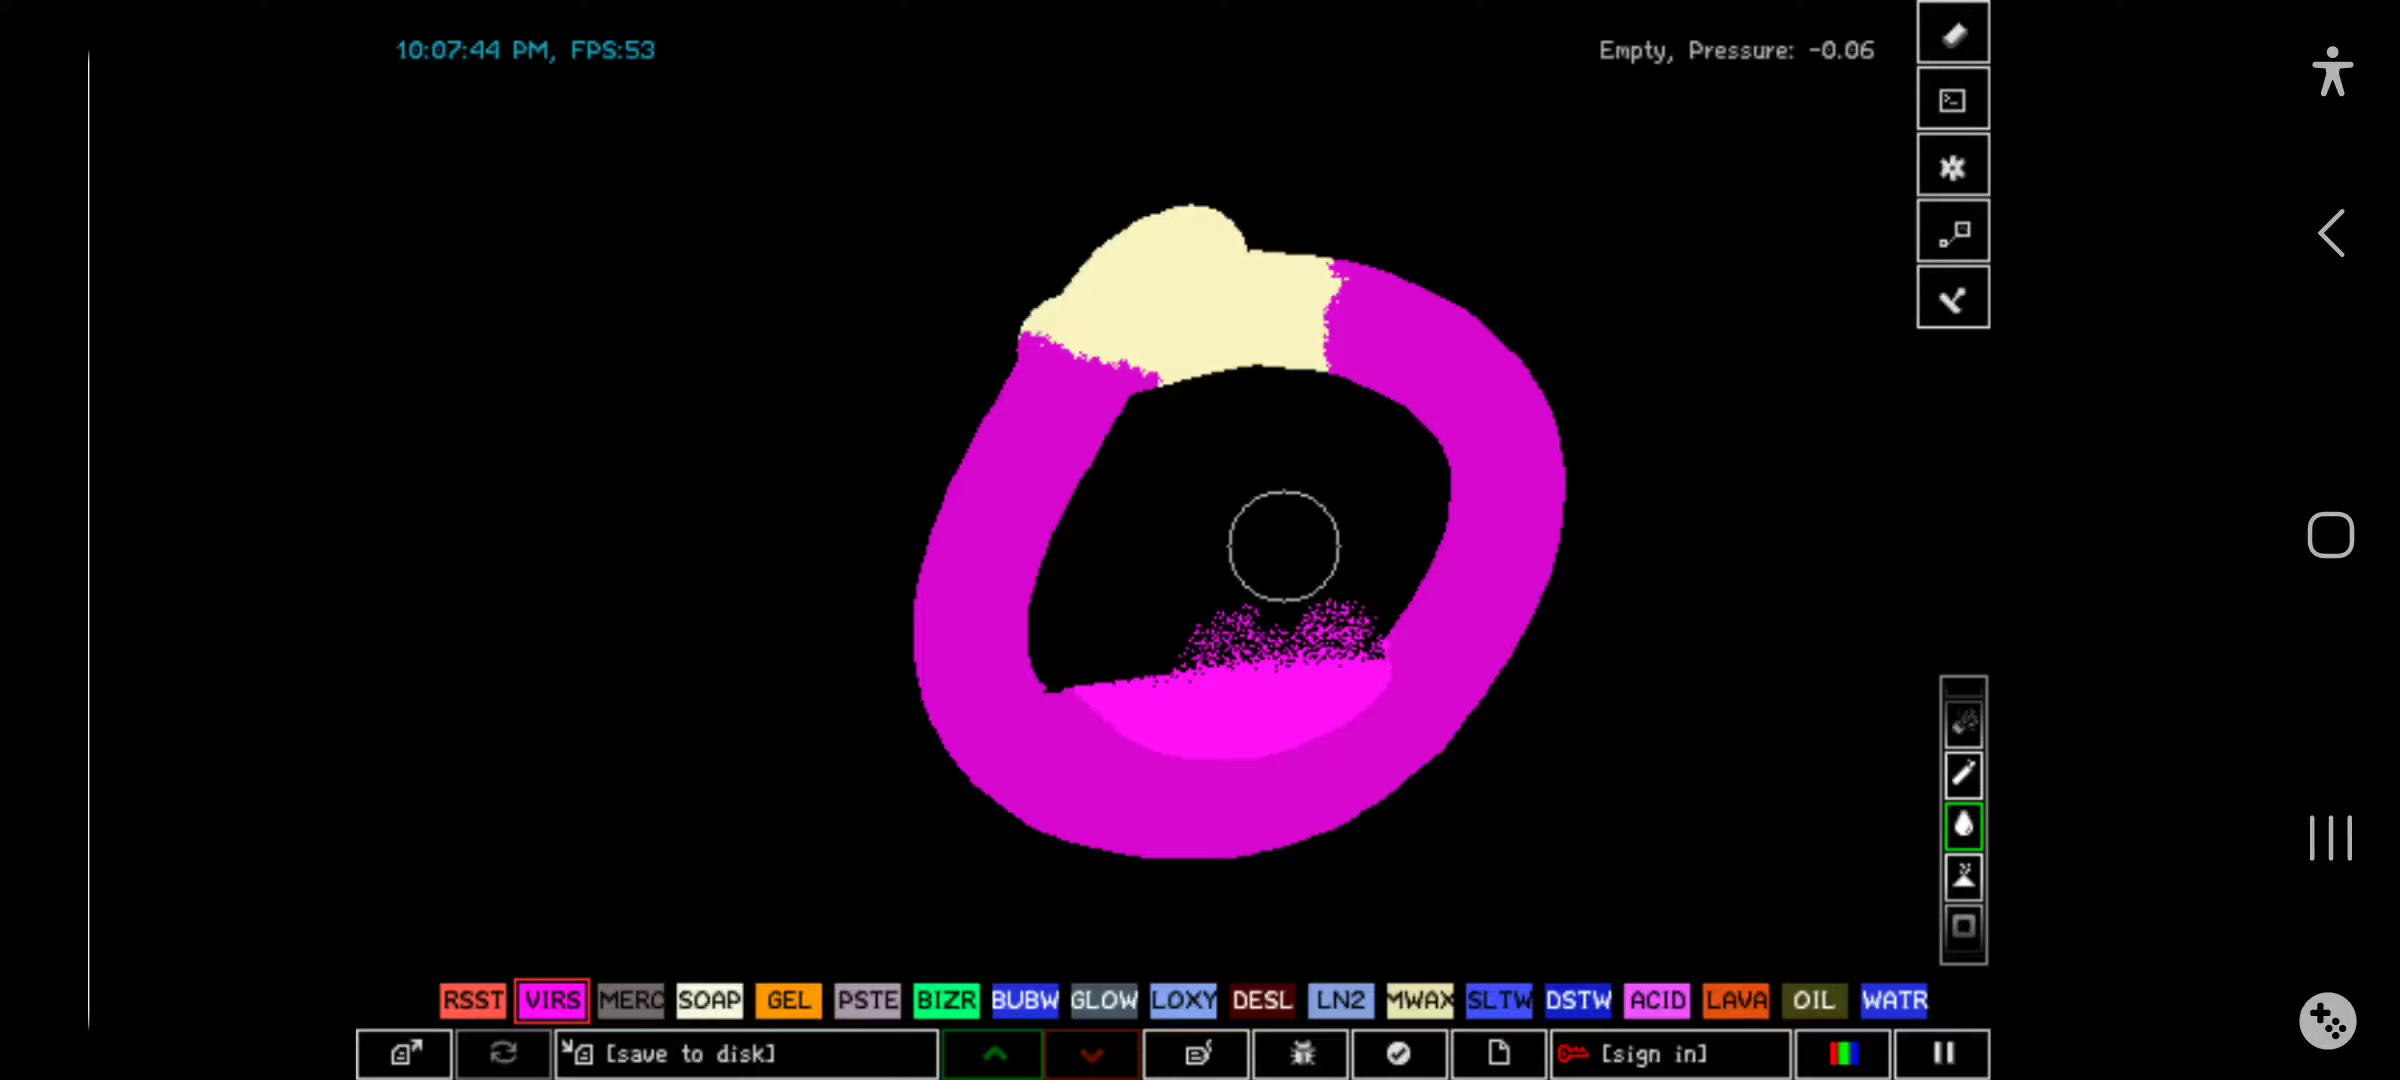 10:07:44 PM, FPS:53
Empty, Pressure: -0.06
RSST VIRS MERC SOAP GEL PSTE BIZR BUBW GLOW LOXY DESL LN2 MWAX SLTW DSTW ACID LAVA OIL WATR
[save to disk] [sign in]